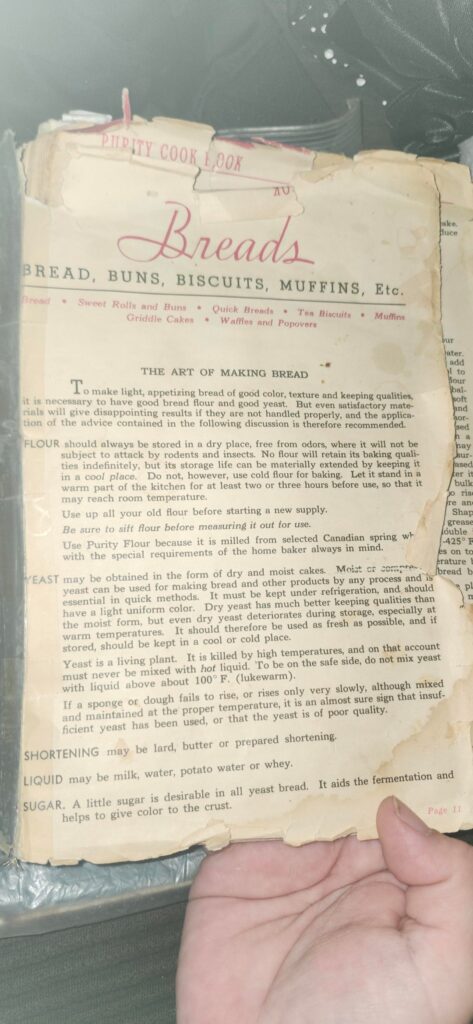 PURITY COOK BOOK
Breads
BREAD, BUNS, BISCUITS, MUFFINS, Etc.
Bread • Sweet Rolls and Buns • Quick Breads • Tea Biscuits • Muffins
Griddle Cakes • Waffles and Popovers
THE ART OF MAKING BREAD
To make light, appetizing bread of good color, texture and keeping qualities,
it is necessary to have good bread flour and good yeast. But even satisfactory mate-
rials will give disappointing results if they are not handled properly, and the applica-
tion of the advice contained in the following discussion is therefore recommended.
FLOUR should always be stored in a dry place, free from odors, where it will not be
subject to attack by rodents and insects. No flour will retain its baking quali-
ties indefinitely, but its storage life can be materially extended by keeping it
in a cool place. Do not, however, use cold flour for baking. Let it stand in a
warm part of the kitchen for at least two or three hours before use, so that it
may reach room temperature.
Use up all your old flour before starting a new supply.
Be sure to sift flour before measuring it out for use.
Use Purity Flour because it is milled from selected Canadian spring wh
with the special requirements of the home baker always in mind.
YEAST may be obtained in the form of dry and moist cakes. Moist or
yeast can be used for making bread and other products by any process and is
essential in quick methods. It must be kept under refrigeration, and should
have a light uniform color. Dry yeast has much better keeping qualities than
the moist form, but even dry yeast deteriorates during storage, especially at
warm temperatures. It should therefore be used as fresh as possible, and if
stored, should be kept in a cool or cold place.
Yeast is a living plant. It is killed by high temperatures, and on that account
must never be mixed with hot liquid. To be on the safe side, do not mix yeast
with liquid above about 100° F. (lukewarm).
If a sponge or dough fails to rise, or rises only very slowly, although mixed
and maintained at the proper temperature, it is an almost sure sign that insuf-
ficient yeast has been used, or that the yeast is of poor quality.
SHORTENING may be lard, butter or prepared shortening.
LIQUID may be milk, water, potato water or whey.
SUGAR. A little sugar is desirable in all yeast bread. It aids the fermentation and
helps to give color to the crust.
Page 11